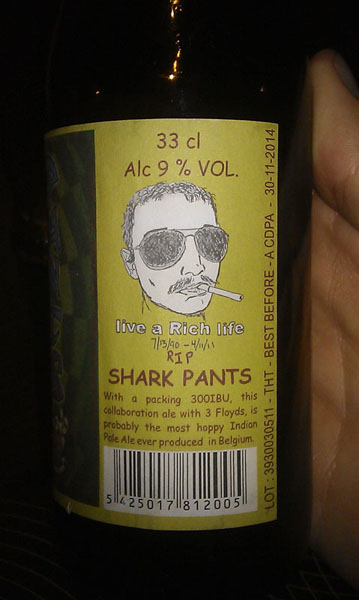 33 cl
Alc 9 % VOL.
live a Rich life
7/13/90 - 4/11/11
RIP
SHARK PANTS
With a packing 300IBU, this
collaboration ale with 3 Floyds, is
probably the most hoppy Indian
Pale Ale ever produced in Belgium.
5 425017 812005
LOT : 3930030511 - THT - BEST BEFORE - A CDPA - 30-11-2014